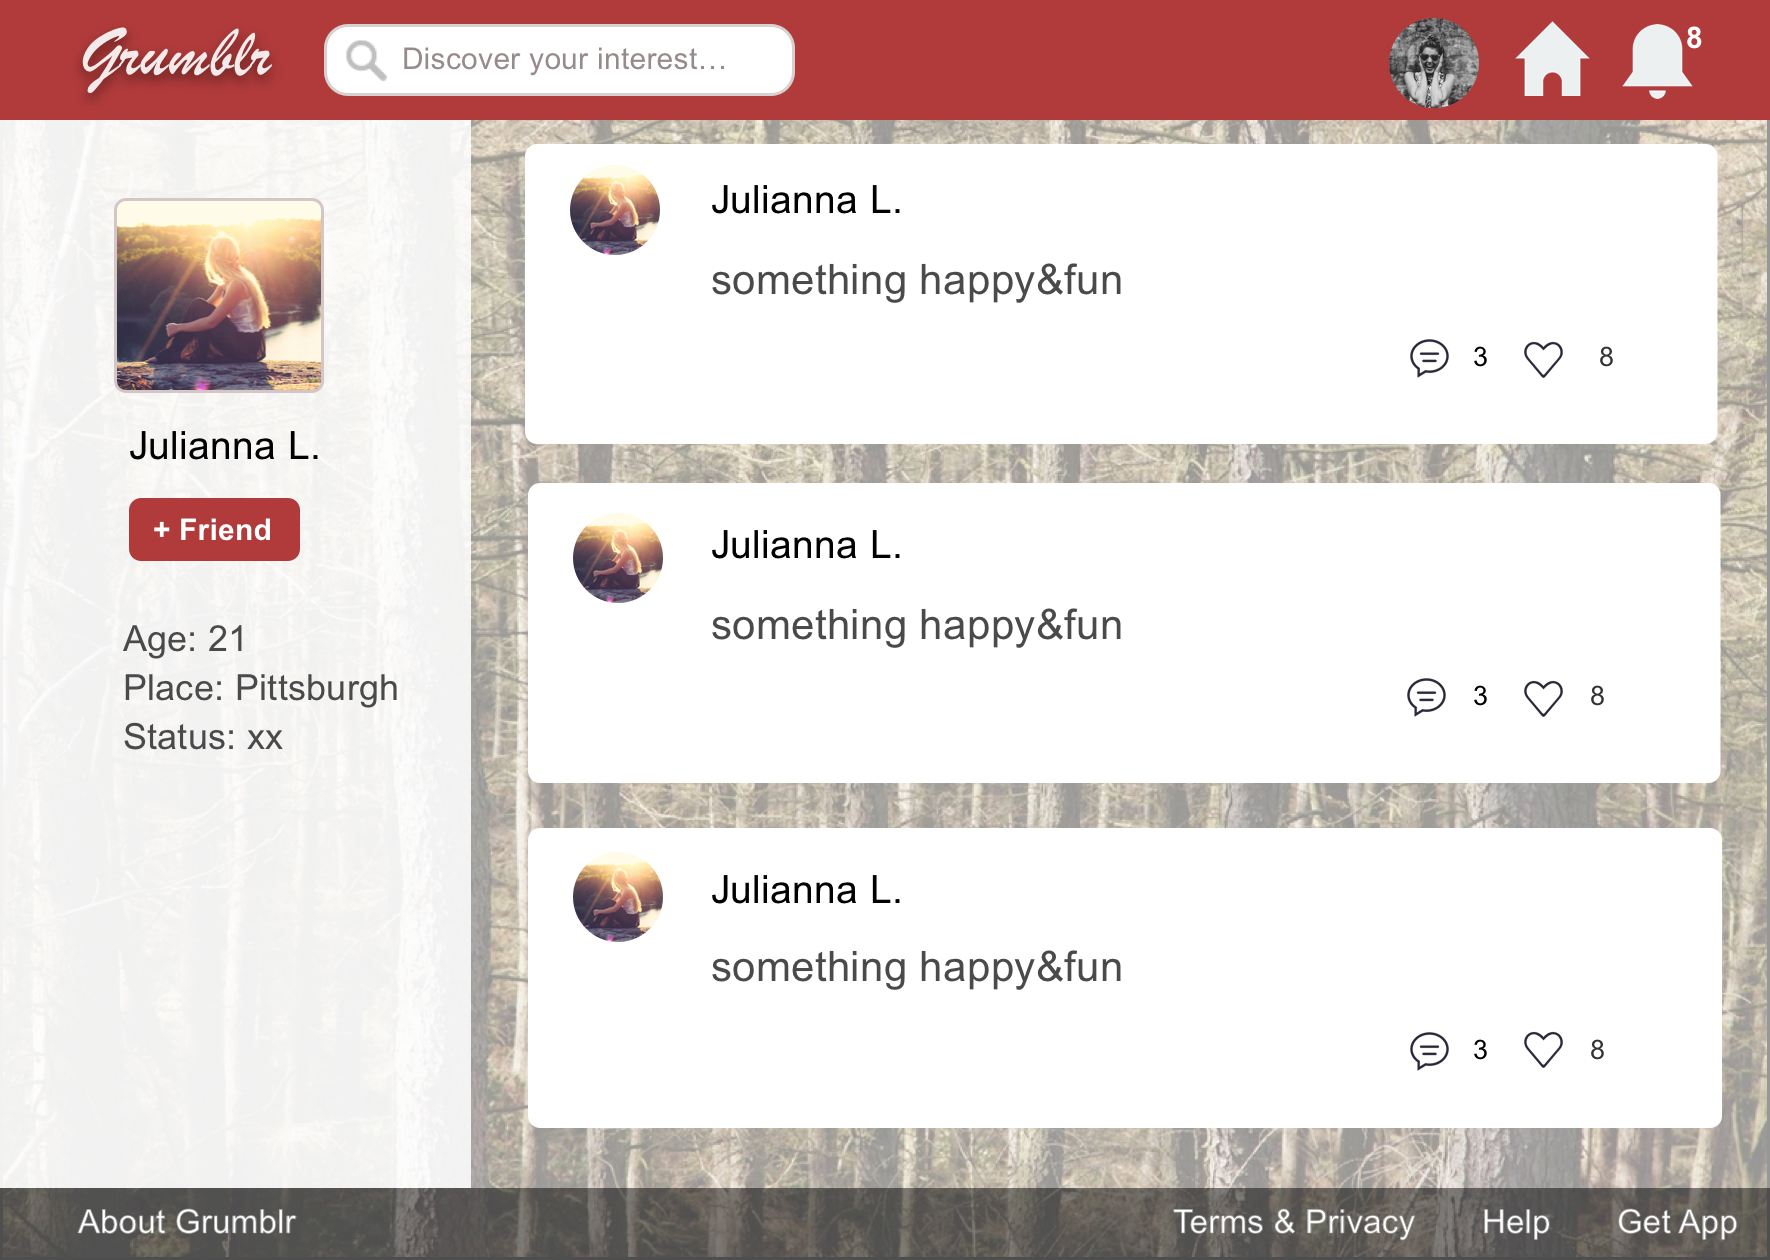 Grumblr
Discover your interest...
8
Julianna L.
+ Friend
Age: 21
Place: Pittsburgh
Status: xx
Julianna L.
something happy&fun
3 8
Julianna L.
something happy&fun
3 8
Julianna L.
something happy&fun
3 8
About Grumblr
Terms & Privacy
Help
Get App